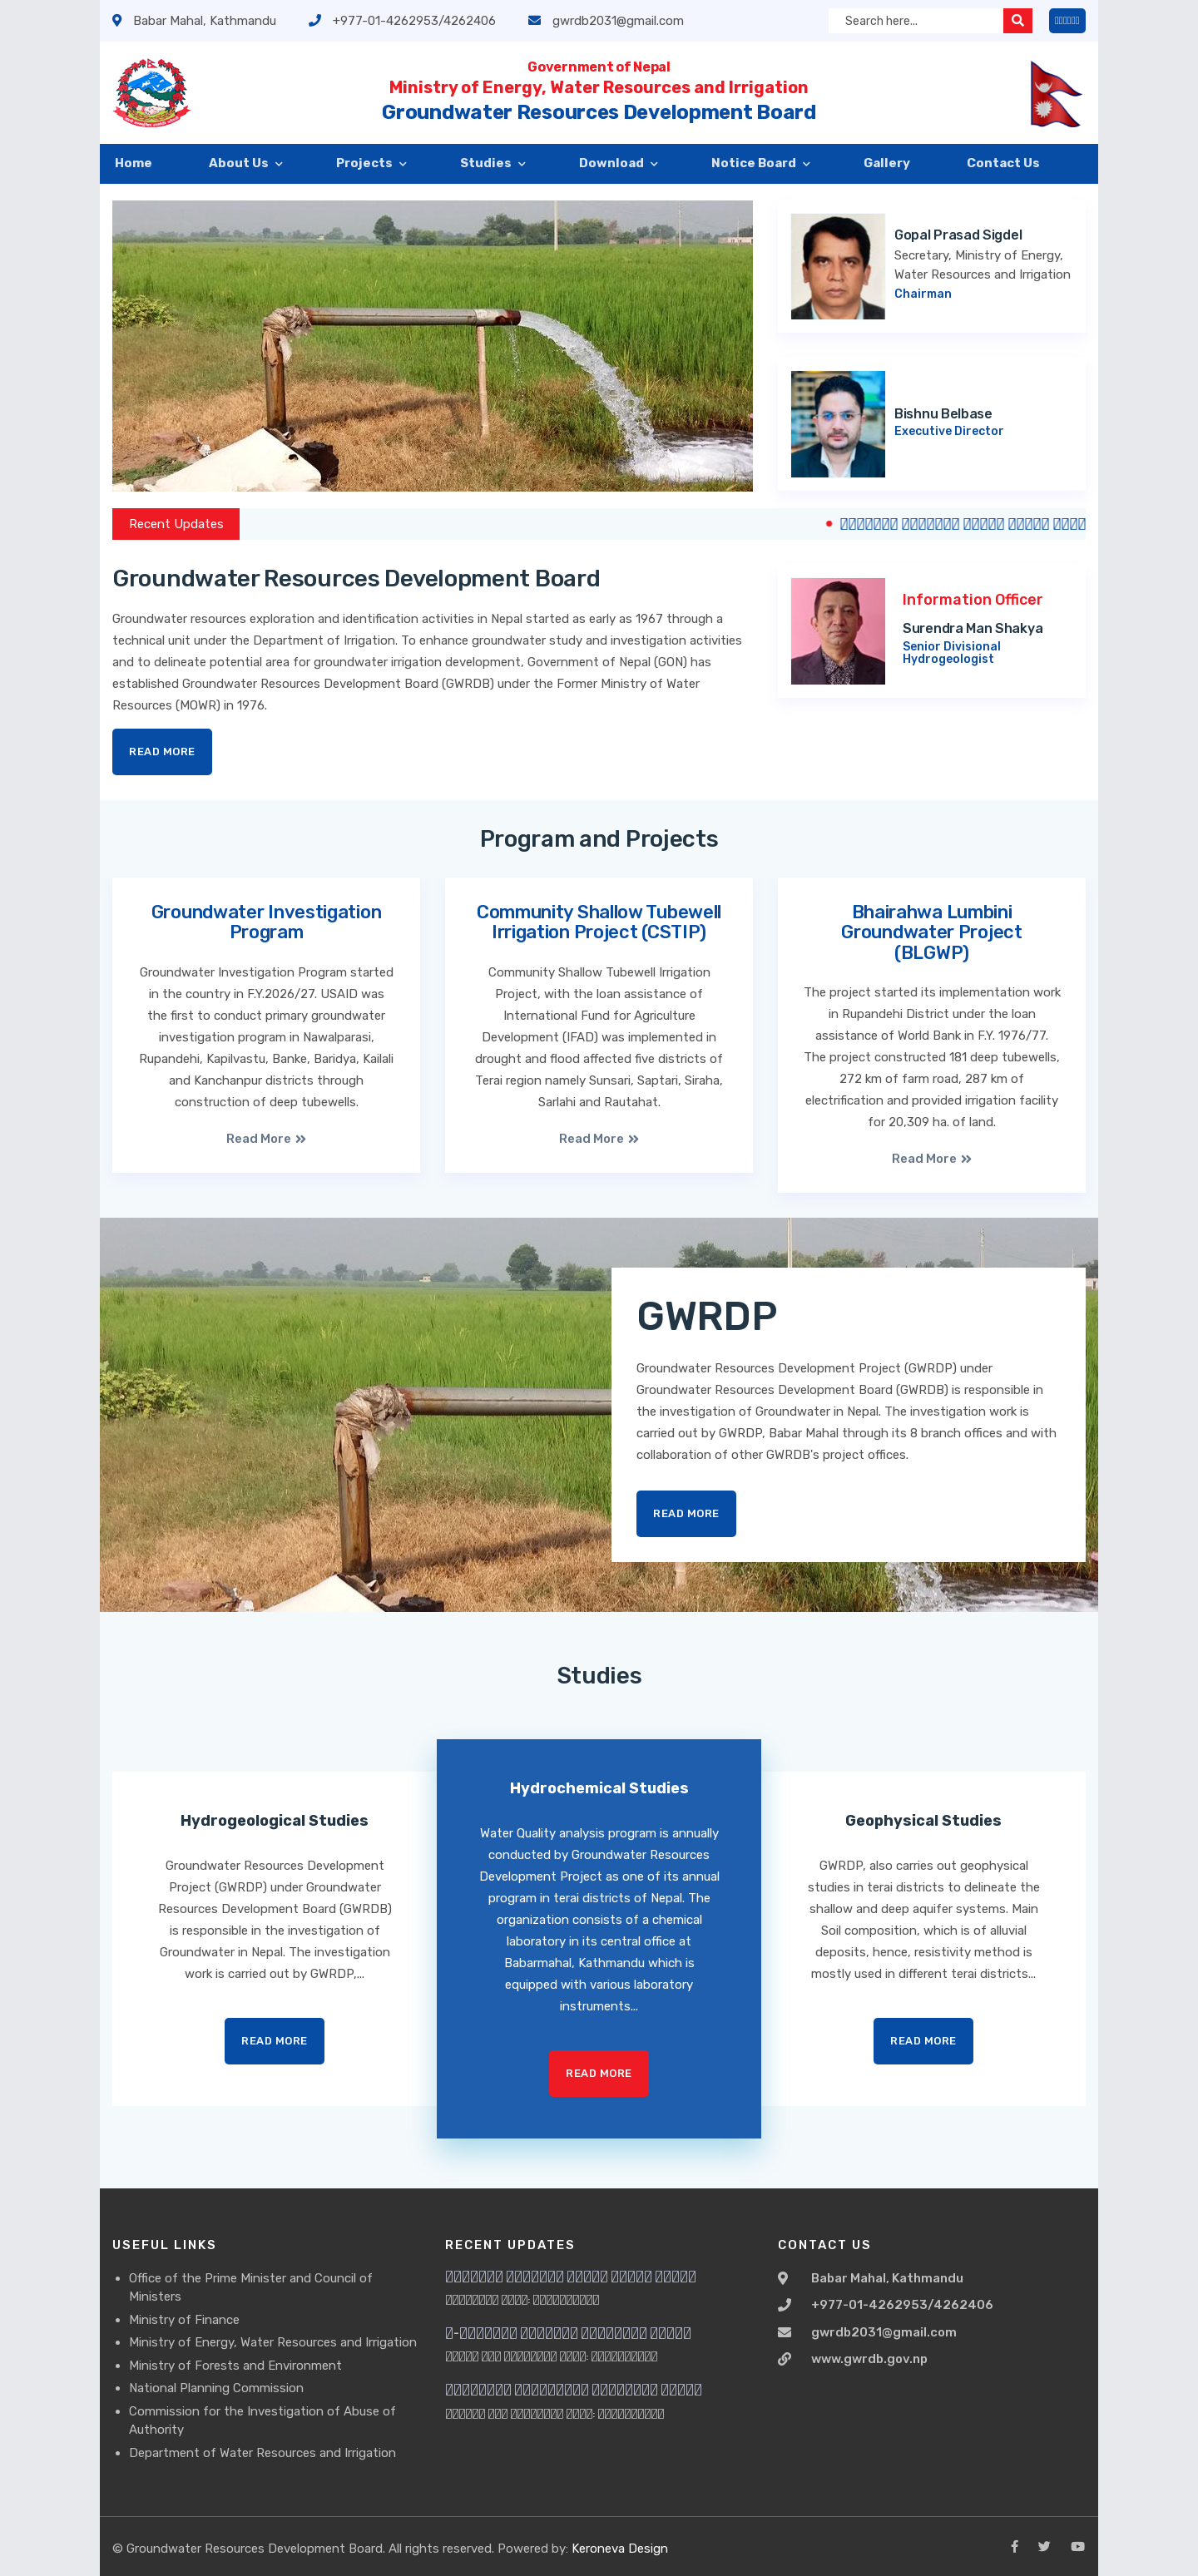 Babar Mahal, Kathmandu
+977-01-4262953/4262406
gwrdb2031@gmail.com
Search here...
Government of Nepal
Ministry of Energy, Water Resources and Irrigation
Groundwater Resources Development Board
Home
About Us
Projects
Studies
Download
Notice Board
Gallery
Contact Us
Gopal Prasad Sigdel
Secretary, Ministry of Energy,
Water Resources and Irrigation
Chairman
Bishnu Belbase
Executive Director
Recent Updates
Groundwater Resources Development Board
Groundwater resources exploration and identification activities in Nepal started as early as 1967 through a
technical unit under the Department of Irrigation. To enhance groundwater study and investigation activities
and to delineate potential area for groundwater irrigation development, Government of Nepal (GON) has
established Groundwater Resources Development Board (GWRDB) under the Former Ministry of Water
Resources (MOWR) in 1976.
READ MORE
Information Officer
Surendra Man Shakya
Senior Divisional
Hydrogeologist
Program and Projects
Groundwater Investigation
Program
Groundwater Investigation Program started
in the country in F.Y.2026/27. USAID was
the first to conduct primary groundwater
investigation program in Nawalparasi,
Rupandehi, Kapilvastu, Banke, Baridya, Kailali
and Kanchanpur districts through
construction of deep tubewells.
Read More
Community Shallow Tubewell
Irrigation Project (CSTIP)
Community Shallow Tubewell Irrigation
Project, with the loan assistance of
International Fund for Agriculture
Development (IFAD) was implemented in
drought and flood affected five districts of
Terai region namely Sunsari, Saptari, Siraha,
Sarlahi and Rautahat.
Read More
Bhairahwa Lumbini
Groundwater Project
(BLGWP)
The project started its implementation work
in Rupandehi District under the loan
assistance of World Bank in F.Y. 1976/77.
The project constructed 181 deep tubewells,
272 km of farm road, 287 km of
electrification and provided irrigation facility
for 20,309 ha. of land.
Read More
GWRDP
Groundwater Resources Development Project (GWRDP) under
Groundwater Resources Development Board (GWRDB) is responsible in
the investigation of Groundwater in Nepal. The investigation work is
carried out by GWRDP, Babar Mahal through its 8 branch offices and with
collaboration of other GWRDB's project offices.
READ MORE
Studies
Hydrogeological Studies
Groundwater Resources Development
Project (GWRDP) under Groundwater
Resources Development Board (GWRDB)
is responsible in the investigation of
Groundwater in Nepal. The investigation
work is carried out by GWRDP,...
READ MORE
Hydrochemical Studies
Water Quality analysis program is annually
conducted by Groundwater Resources
Development Project as one of its annual
program in terai districts of Nepal. The
organization consists of a chemical
laboratory in its central office at
Babarmahal, Kathmandu which is
equipped with various laboratory
instruments...
READ MORE
Geophysical Studies
GWRDP, also carries out geophysical
studies in terai districts to delineate the
shallow and deep aquifer systems. Main
Soil composition, which is of alluvial
deposits, hence, resistivity method is
mostly used in different terai districts...
READ MORE
USEFUL LINKS
Office of the Prime Minister and Council of
Ministers
Ministry of Finance
Ministry of Energy, Water Resources and Irrigation
Ministry of Forests and Environment
National Planning Commission
Commission for the Investigation of Abuse of
Authority
Department of Water Resources and Irrigation
RECENT UPDATES
CONTACT US
Babar Mahal, Kathmandu
+977-01-4262953/4262406
gwrdb2031@gmail.com
www.gwrdb.gov.np
© Groundwater Resources Development Board. All rights reserved. Powered by: Keroneva Design